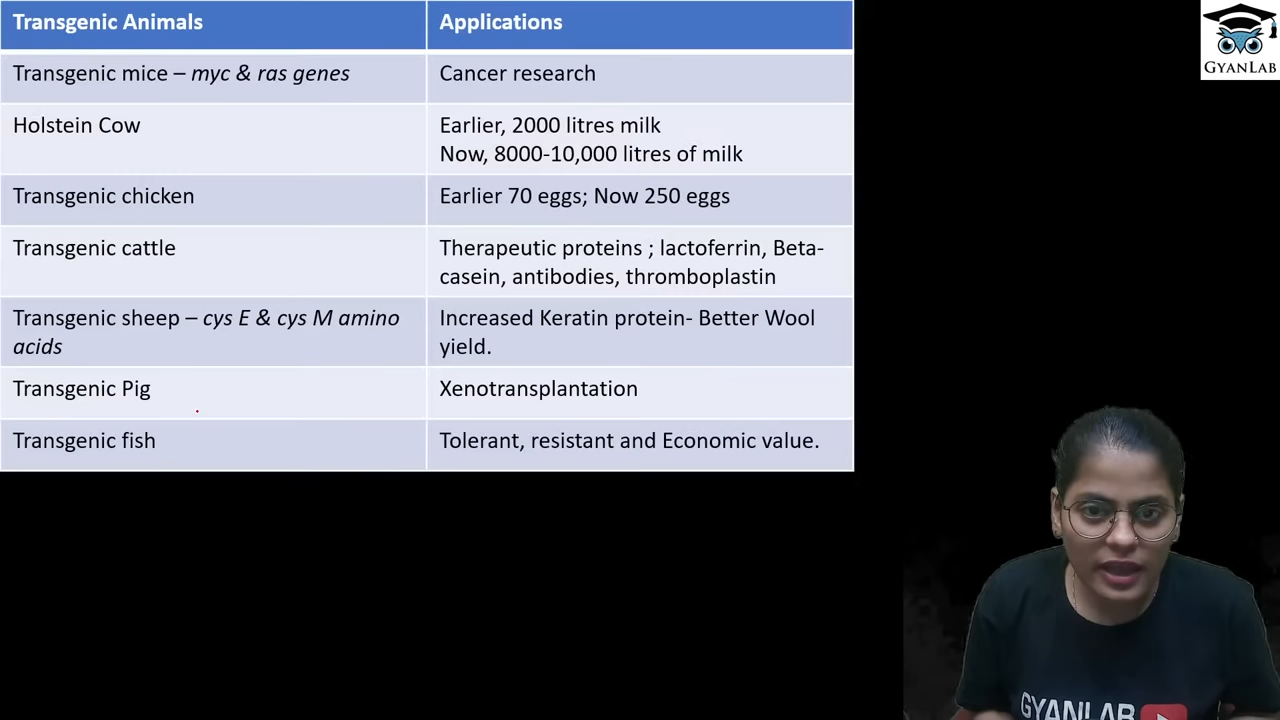 Transgenic Animals
Applications
Transgenic mice – myc & ras genes
Cancer research
Holstein Cow
Earlier, 2000 litres milk
Now, 8000-10,000 litres of milk
Transgenic chicken
Earlier 70 eggs; Now 250 eggs
Transgenic cattle
Therapeutic proteins ; lactoferrin, Beta-
casein, antibodies, thromboplastin
Transgenic sheep – cys E & cys M amino
acids
Increased Keratin protein- Better Wool
yield.
Transgenic Pig
Xenotransplantation
Transgenic fish
Tolerant, resistant and Economic value.
GYANLAB
GYANLAB